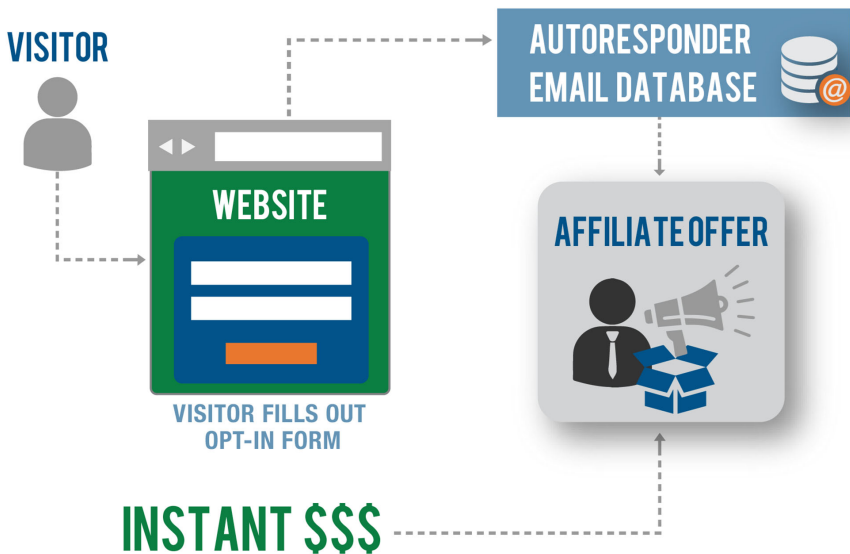 VISITOR
AUTORESPONDER
EMAIL DATABASE
@
WEBSITE
AFFILIATE OFFER
VISITOR FILLS OUT
OPT-IN FORM
INSTANT $$$